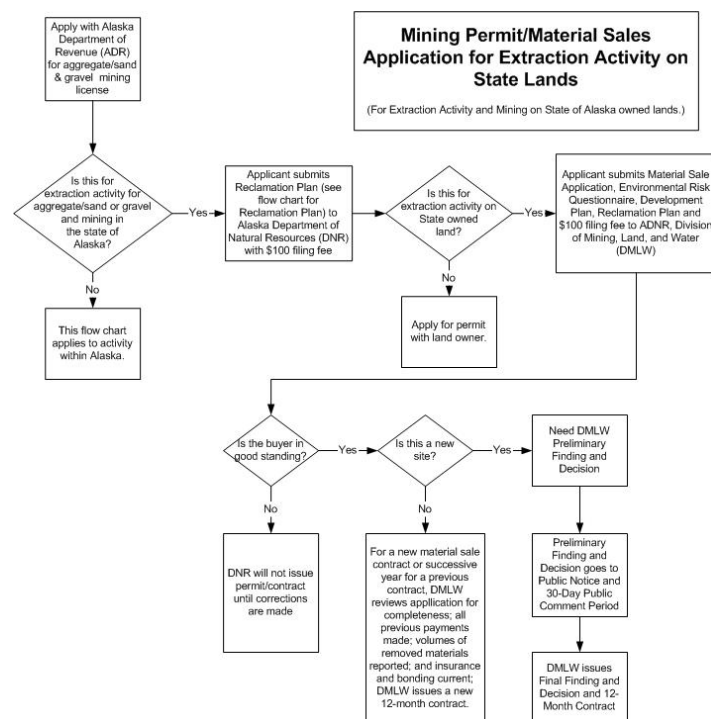 Mining Permit/Material Sales
Application for Extraction Activity on
State Lands
(For Extraction Activity and Mining on State of Alaska owned lands.)
Apply with Alaska
Department of
Revenue (ADR)
for aggregate/sand
& gravel mining
license
Is this for
extraction activity for
aggregate/sand or gravel
and mining in
the state of
Alaska?
Yes
No
This flow chart
applies to activity
within Alaska.
Applicant submits
Reclamation Plan (see
flow chart for
Reclamation Plan) to
Alaska Department of
Natural Resources (DNR)
with $100 filing fee
Is this for
extraction activity on
State owned
land?
Yes
No
Apply for permit
with land owner.
Applicant submits Material Sale
Application, Environmental Risk
Questionnaire, Development
Plan, Reclamation Plan and
$100 filing fee to ADNR, Division
of Mining, Land, and Water
(DMLW)
Is the buyer in
good standing?
Yes
No
DNR will not issue
permit/contract
until corrections
are made
Is this a new
site?
Yes
No
For a new material sale
contract or successive
year for a previous
contract, DMLW
reviews appllication for
completeness; all
previous payments
made; volumes of
removed materials
reported; and insurance
and bonding current;
DMLW issues a new
12-month contract.
Need DMLW
Preliminary
Finding and
Decision
Preliminary
Finding and
Decision goes to
Public Notice and
30-Day Public
Comment Period
DMLW issues
Final Finding and
Decision and 12-
Month Contract